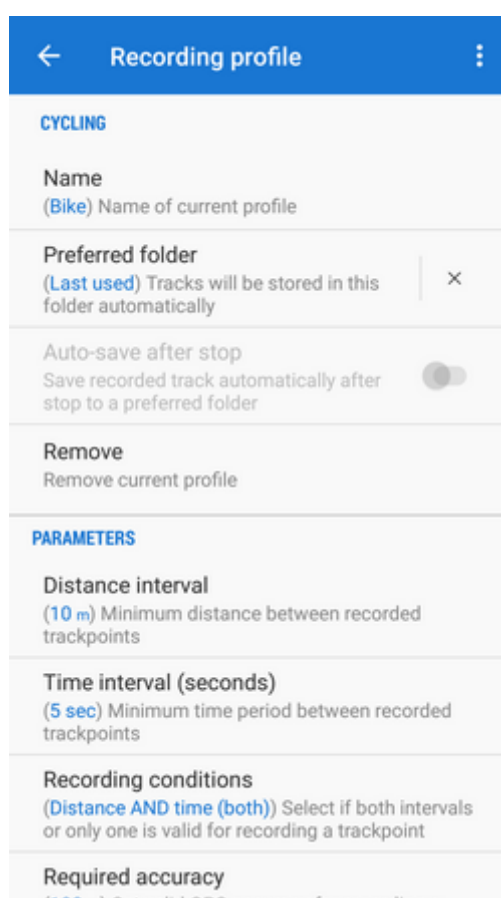 Recording profile
CYCLING
Name
(Bike) Name of current profile
Preferred folder
(Last used) Tracks will be stored in this
folder automatically
Auto-save after stop
Save recorded track automatically after
stop to a preferred folder
Remove
Remove current profile
PARAMETERS
Distance interval
(10 m) Minimum distance between recorded
trackpoints
Time interval (seconds)
(5 sec) Minimum time period between recorded
trackpoints
Recording conditions
(Distance AND time (both)) Select if both intervals
or only one is valid for recording a trackpoint
Required accuracy